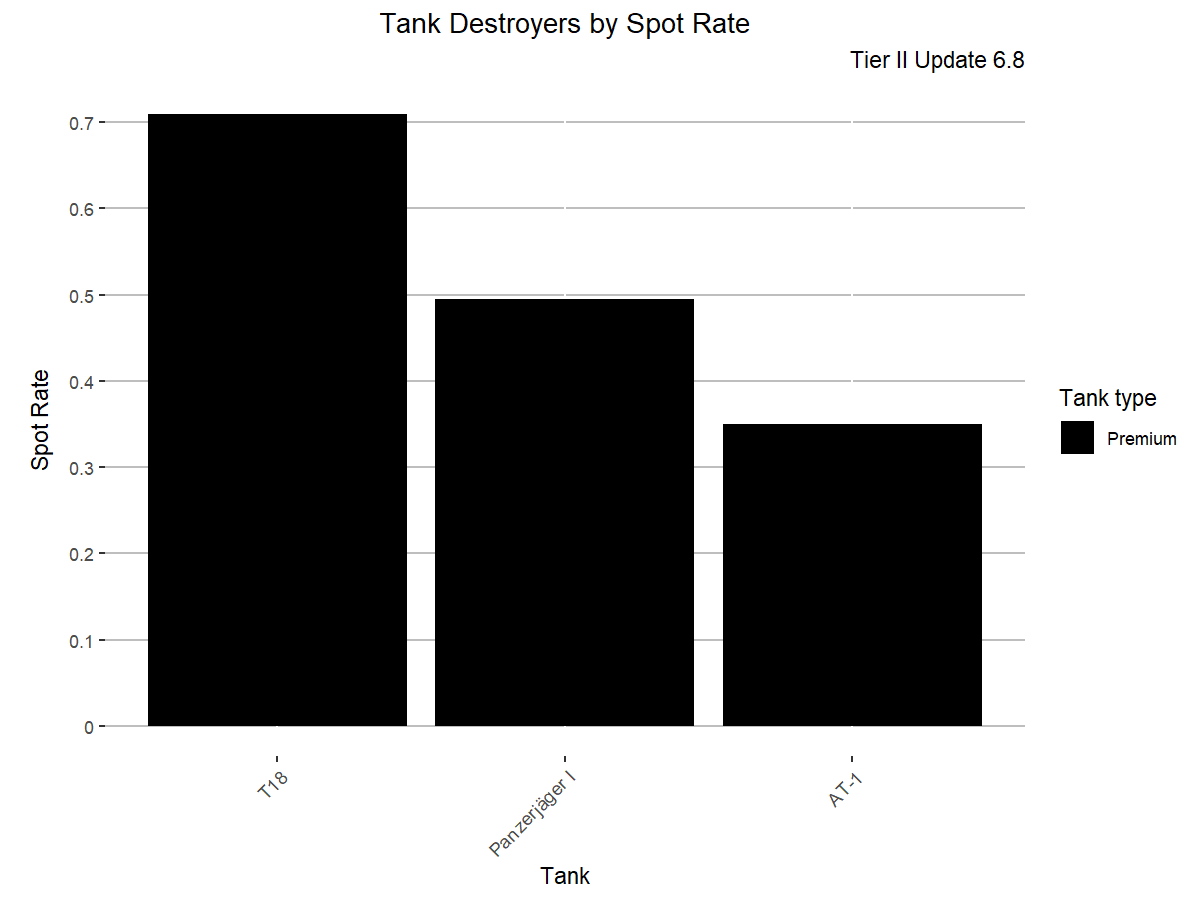 Tank Destroyers by Spot Rate
Tier II Update 6.8
Spot Rate
0.7
0.6
0.5
0.4
0.3
0.2
0.1
0
T18
Panzerjäger I
AT-1
Tank
Tank type
Premium